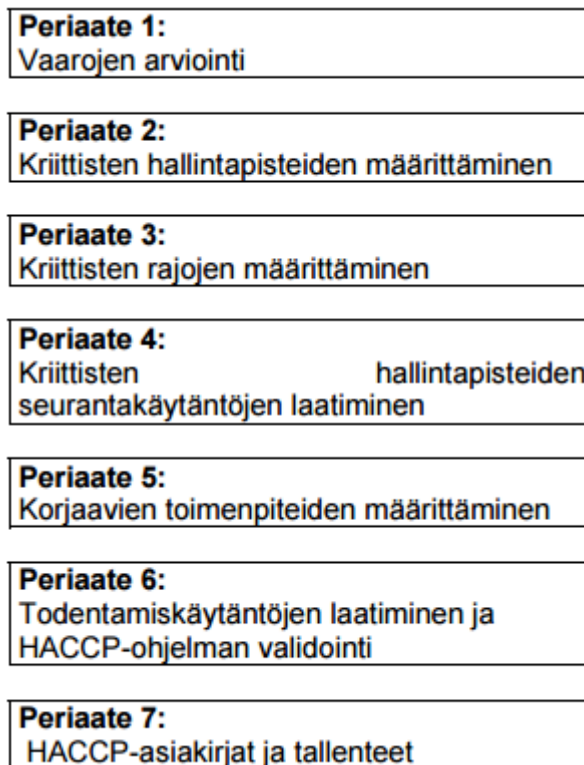 Periaate 1:
Vaarojen arviointi
Periaate 2:
Kriittisten hallintapisteiden määrittäminen
Periaate 3:
Kriittisten rajojen määrittäminen
Periaate 4:
Kriittisten hallintapisteiden
seurantakäytäntöjen laatiminen
Periaate 5:
Korjaavien toimenpiteiden määrittäminen
Periaate 6:
Todentamiskäytäntöjen laatiminen ja
HACCP-ohjelman validointi
Periaate 7:
HACCP-asiakirjat ja tallenteet